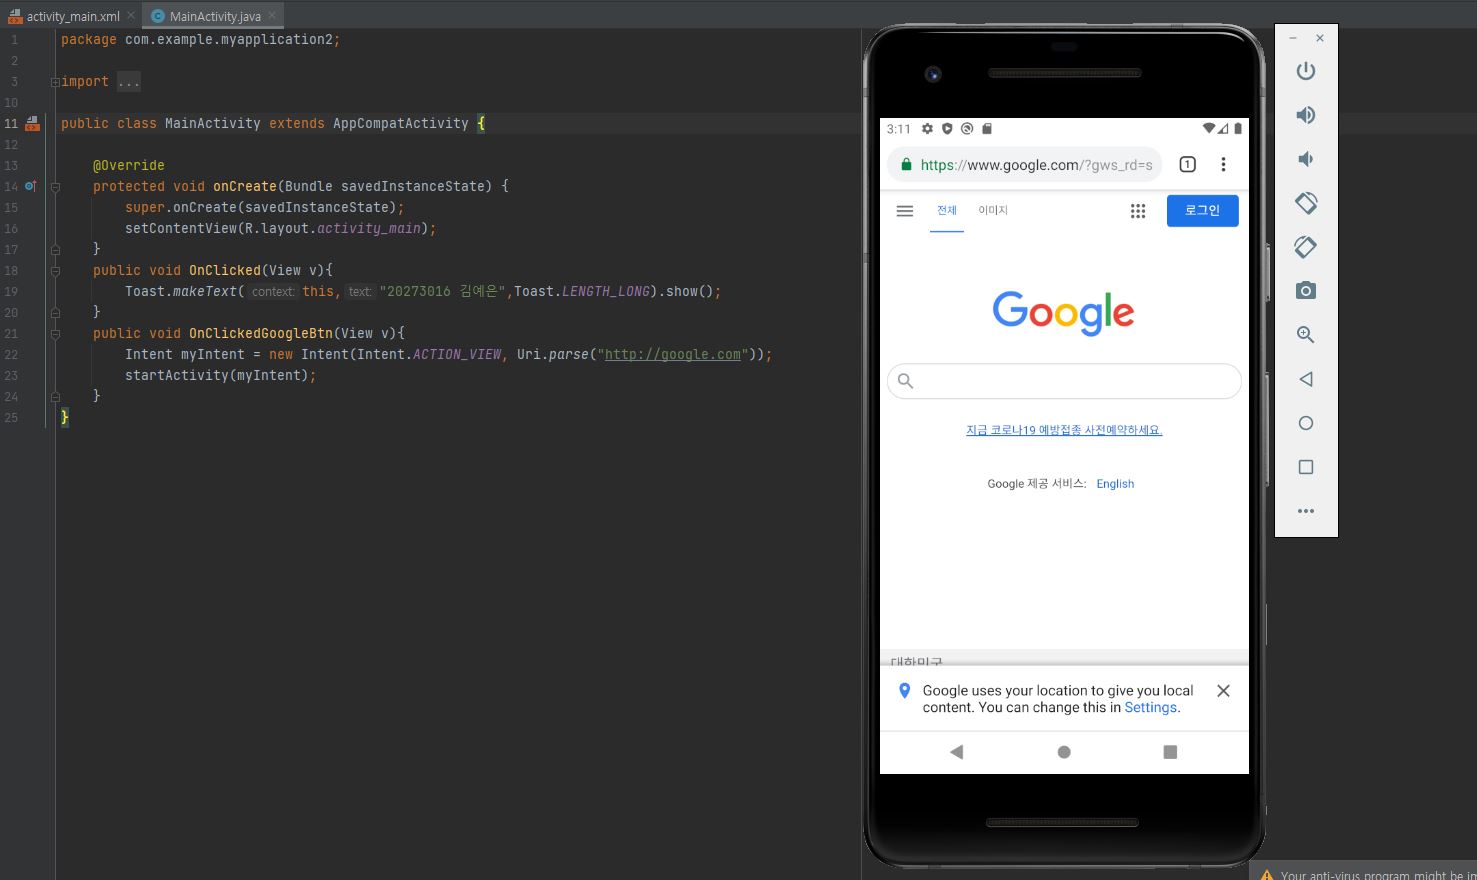 activity_main.xml
MainActivity.java
1 package com.example.myapplication2;
2
3 import ...
10
11 public class MainActivity extends AppCompatActivity {
12
13 @Override
14 protected void onCreate(Bundle savedInstanceState) {
15 super.onCreate(savedInstanceState);
16 setContentView(R.layout.activity_main);
17 }
18 public void OnClicked(View v){
19 Toast.makeText( context: this, text: "20273016 김예은",Toast.LENGTH_LONG).show();
20 }
21 public void OnClickedGoogleBtn(View v){
22 Intent myIntent = new Intent(Intent.ACTION_VIEW, Uri.parse("http://google.com"));
23 startActivity(myIntent);
24 }
25 }
3:11
https://www.google.com/?gws_rd=s
1
전체 이미지
로그인
Google
지금 코로나19 예방접종 사전예약하세요.
Google 제공 서비스: English
대한민국
Google uses your location to give you local
content. You can change this in Settings.
Your anti-virus program might be im